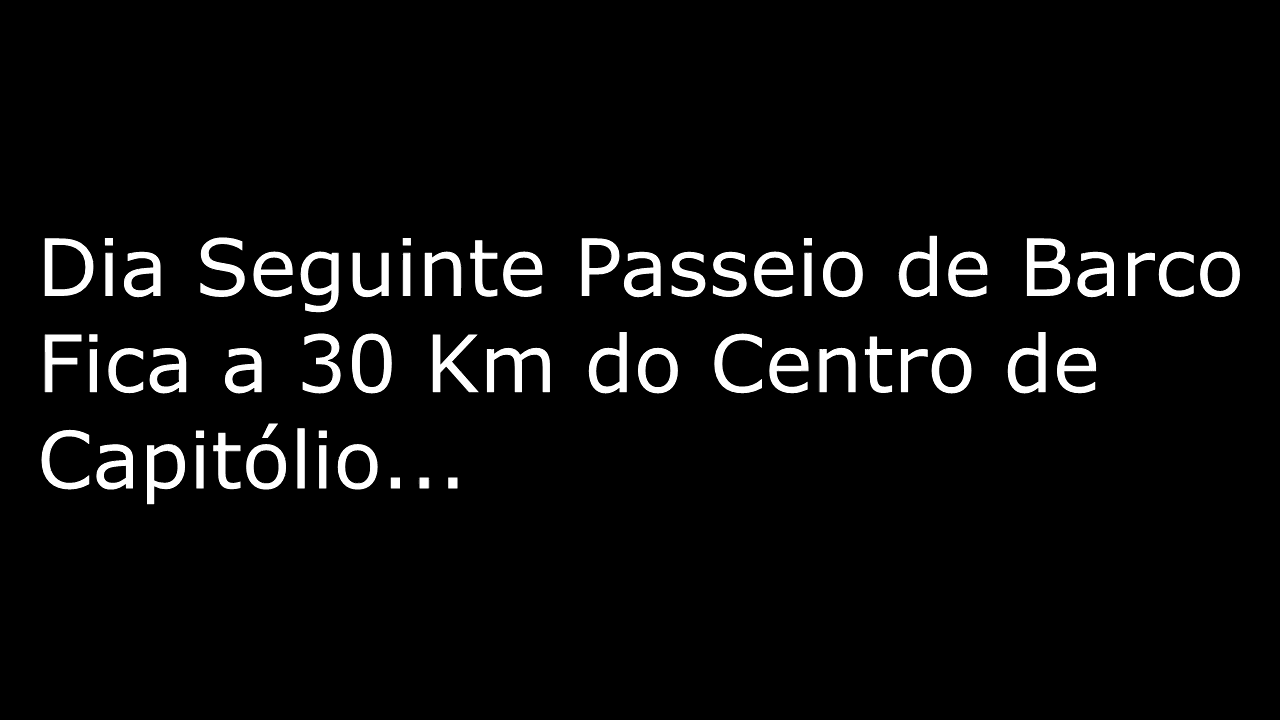 Dia Seguinte Passeio de Barco
Fica a 30 Km do Centro de
Capitólio...